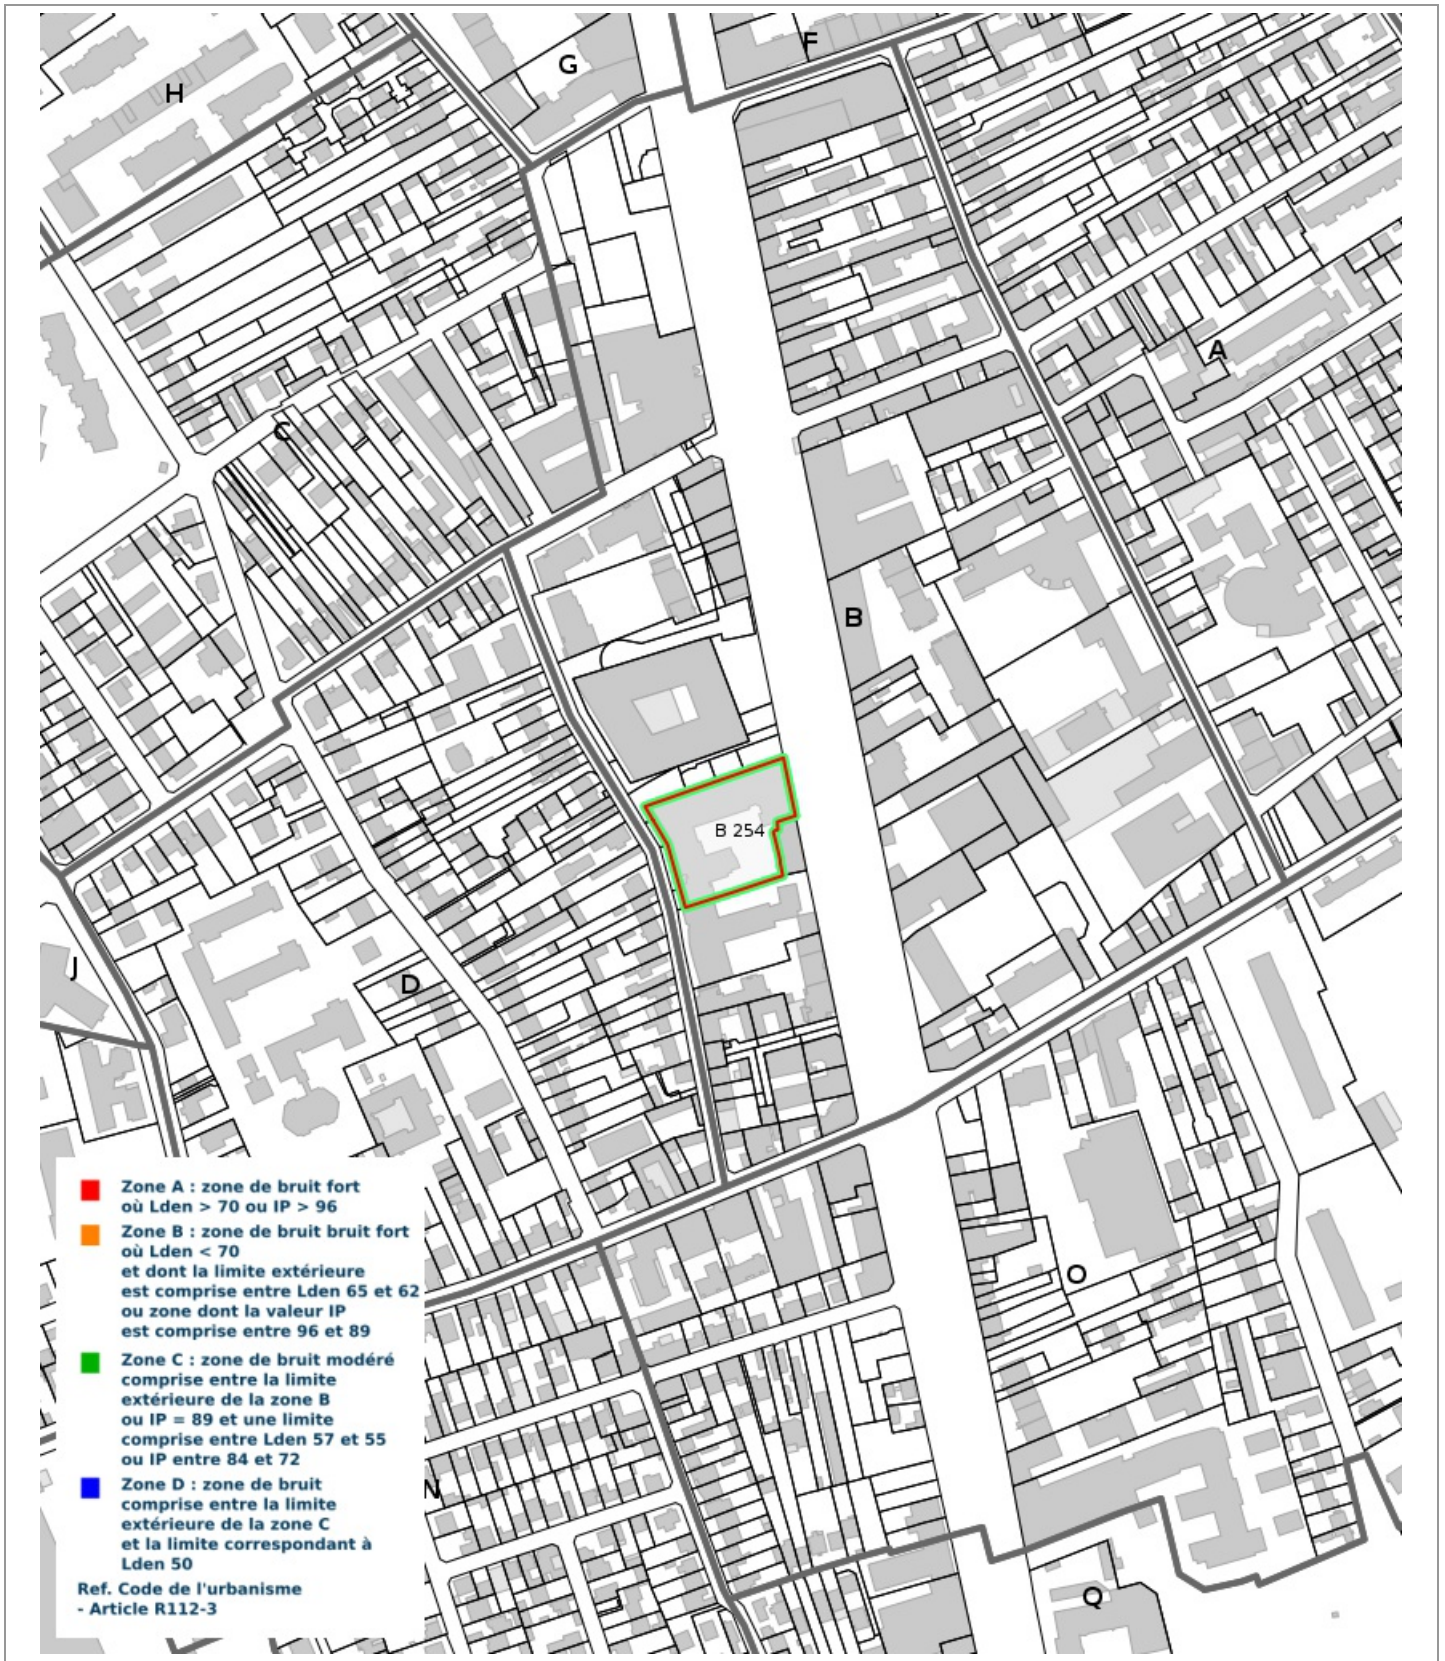 F
G
H
A
C
B
B 254
J
D
O
N
Q
Zone A : zone de bruit fort
où Lden > 70 ou IP > 96
Zone B : zone de bruit bruit fort
où Lden < 70
et dont la limite extérieure
est comprise entre Lden 65 et 62
ou zone dont la valeur IP
est comprise entre 96 et 89
Zone C : zone de bruit modéré
comprise entre la limite
extérieure de la zone B
ou IP = 89 et une limite
comprise entre Lden 57 et 55
ou IP entre 84 et 72
Zone D : zone de bruit
comprise entre la limite
extérieure de la zone C
et la limite correspondant à
Lden 50
Ref. Code de l'urbanisme
- Article R112-3